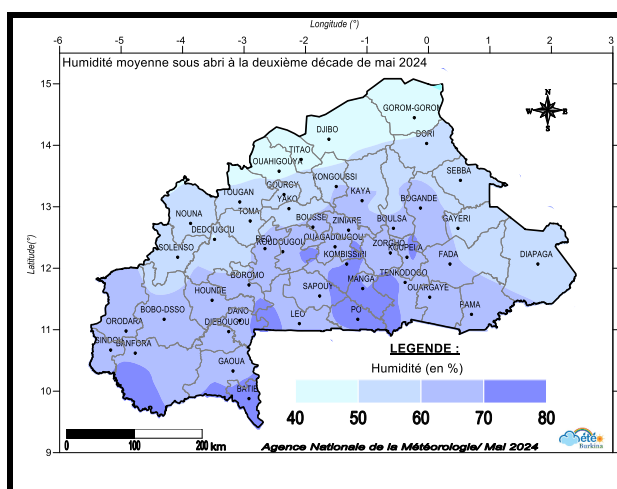 Longitude (°)
-6 -5 -4 -3 -2 -1 0 1 2 3
Humidité moyenne sous abri à la deuxième décade de mai 2024
15
GOROM-GOROM
N
W E
S
14
DJIBO
DORI
TITAO
OUAHIGOUYA
KONGOUSSI
SEBBA
13
TOUGAN
GOURCY
YAKO
KAYA
BOGANDE
NOUNA
TOMA
BOUSSE
ZINIARE
BOULSA
GAYERI
DEDOUGOU
REO
KOUDOUGOU
OUAGADOUGOU
ZORGHO
KOUPELA
SOLENSO
KOMBISSIRI
FADA
DIAPAGA
12
BOROMO
MANGA
TENKODOGO
HOUNDE
SAPOUY
OUARGAYE
BOBO-DSSO
DANO
LEO
PO
PAMA
ORODARA
DIEBOUGOU
11
SINDOU
BANFORA
GAOUA
10
BATIE
9
Latitude(°)
LEGENDE :
Humidité (en %)
40 50 60 70 80
0 100 200 km
Agence Nationale de la Météorologie/ Mai 2024
météo
Burkina